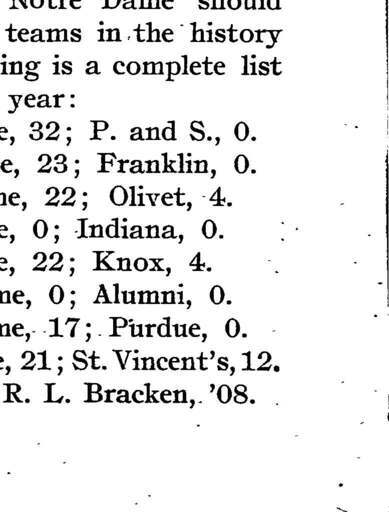 Notre Dame should
teams in the history
ing is a complete list
year:
e, 32; P. and S., 0.
e, 23; Franklin, 0.
ne, 22; Olivet, 4.
e, 0; Indiana, 0.
e, 22; Knox, 4.
me, 0; Alumni, 0.
me, 17; Purdue, 0.
e, 21; St. Vincent's, 12.
R. L. Bracken, '08.